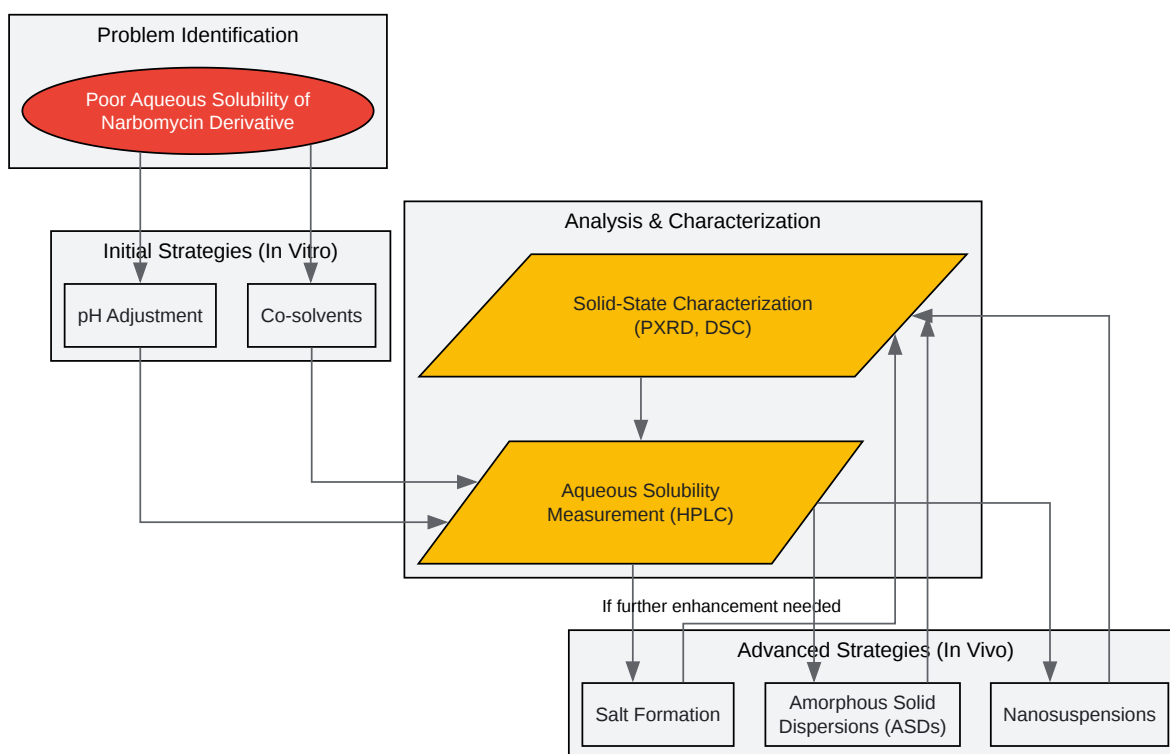 Problem Identification
Poor Aqueous Solubility of
Narbomycin Derivative
Initial Strategies (In Vitro)
pH Adjustment
Co-solvents
Analysis & Characterization
Solid-State Characterization
(PXRD, DSC)
Aqueous Solubility
Measurement (HPLC)
If further enhancement needed
Advanced Strategies (In Vivo)
Salt Formation
Amorphous Solid
Dispersions (ASDs)
Nanosuspensions